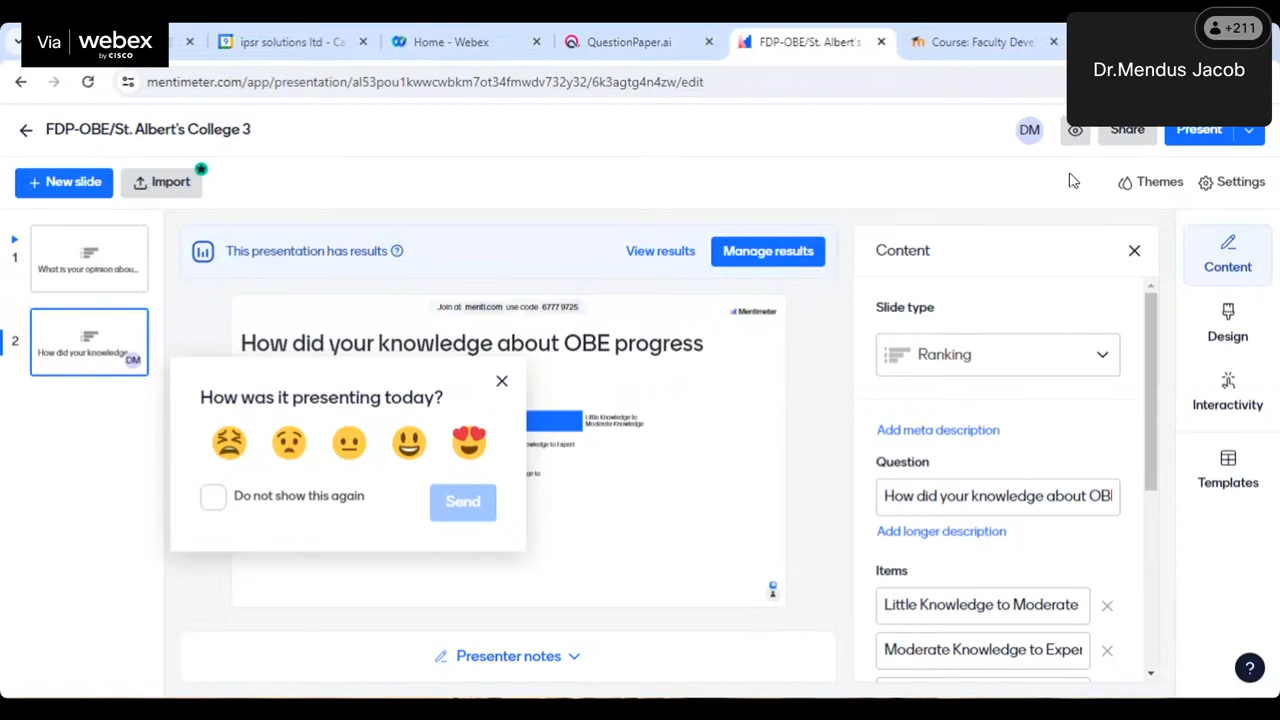 Via webex
by CISCO
ipsr solutions ltd - Ca
Home - Webex
QuestionPaper.ai
FDP-OBE/St. Albert's
Course: Faculty Dev
+211
Dr.Mendus Jacob
mentimeter.com/app/presentation/al53pou1kwwcwbkm7ot34fmwdv732y32/6k3agtg4n4zw/edit
FDP-OBE/St. Albert's College 3
DM
Share
Present
New slide
Import
Themes
Settings
1
What is your opinion abou...
2
How did your knowledge
DM
This presentation has results
View results
Manage results
Join at menti.com use code 6777 9725
Mentimeter
How did your knowledge about OBE progress
Little Knowledge to
Moderate Knowledge
wledge to Expert
dge to
How was it presenting today?
Do not show this again
Send
Presenter notes
Content
Slide type
Ranking
Add meta description
Question
How did your knowledge about OB
Add longer description
Items
Little Knowledge to Moderate
Moderate Knowledge to Exper
Content
Design
Interactivity
Templates
?